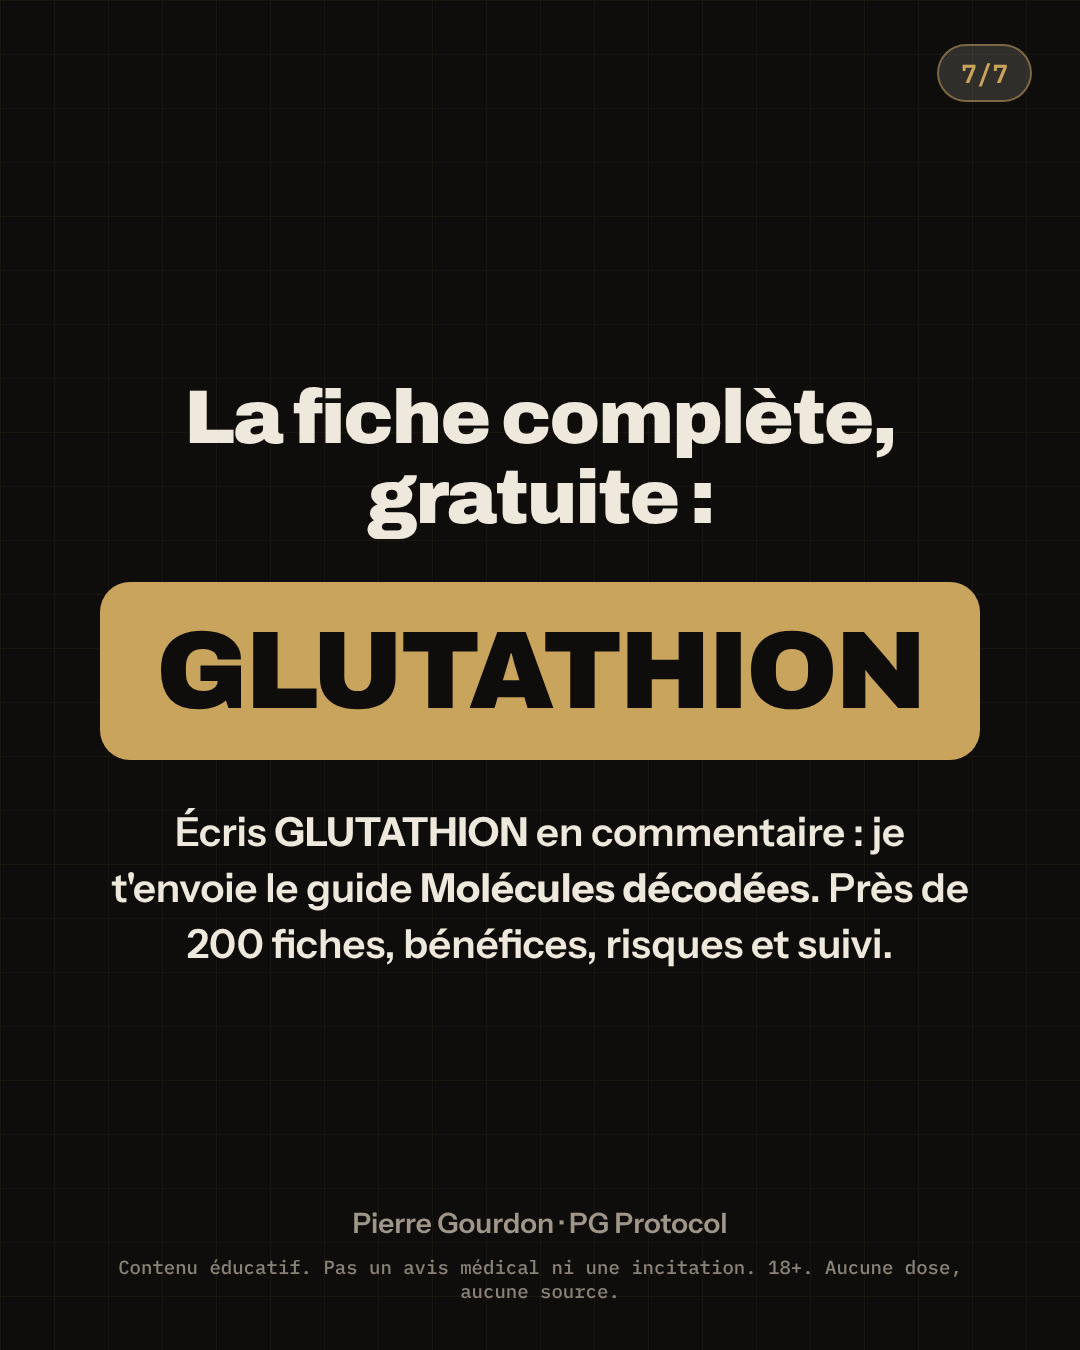 7/7
La fiche complète,
gratuite :
GLUTATHION
Écris GLUTATHION en commentaire : je
t'envoie le guide Molécules décodées. Près de
200 fiches, bénéfices, risques et suivi.
Pierre Gourdon · PG Protocol
Contenu éducatif. Pas un avis médical ni une incitation. 18+. Aucune dose,
aucune source.